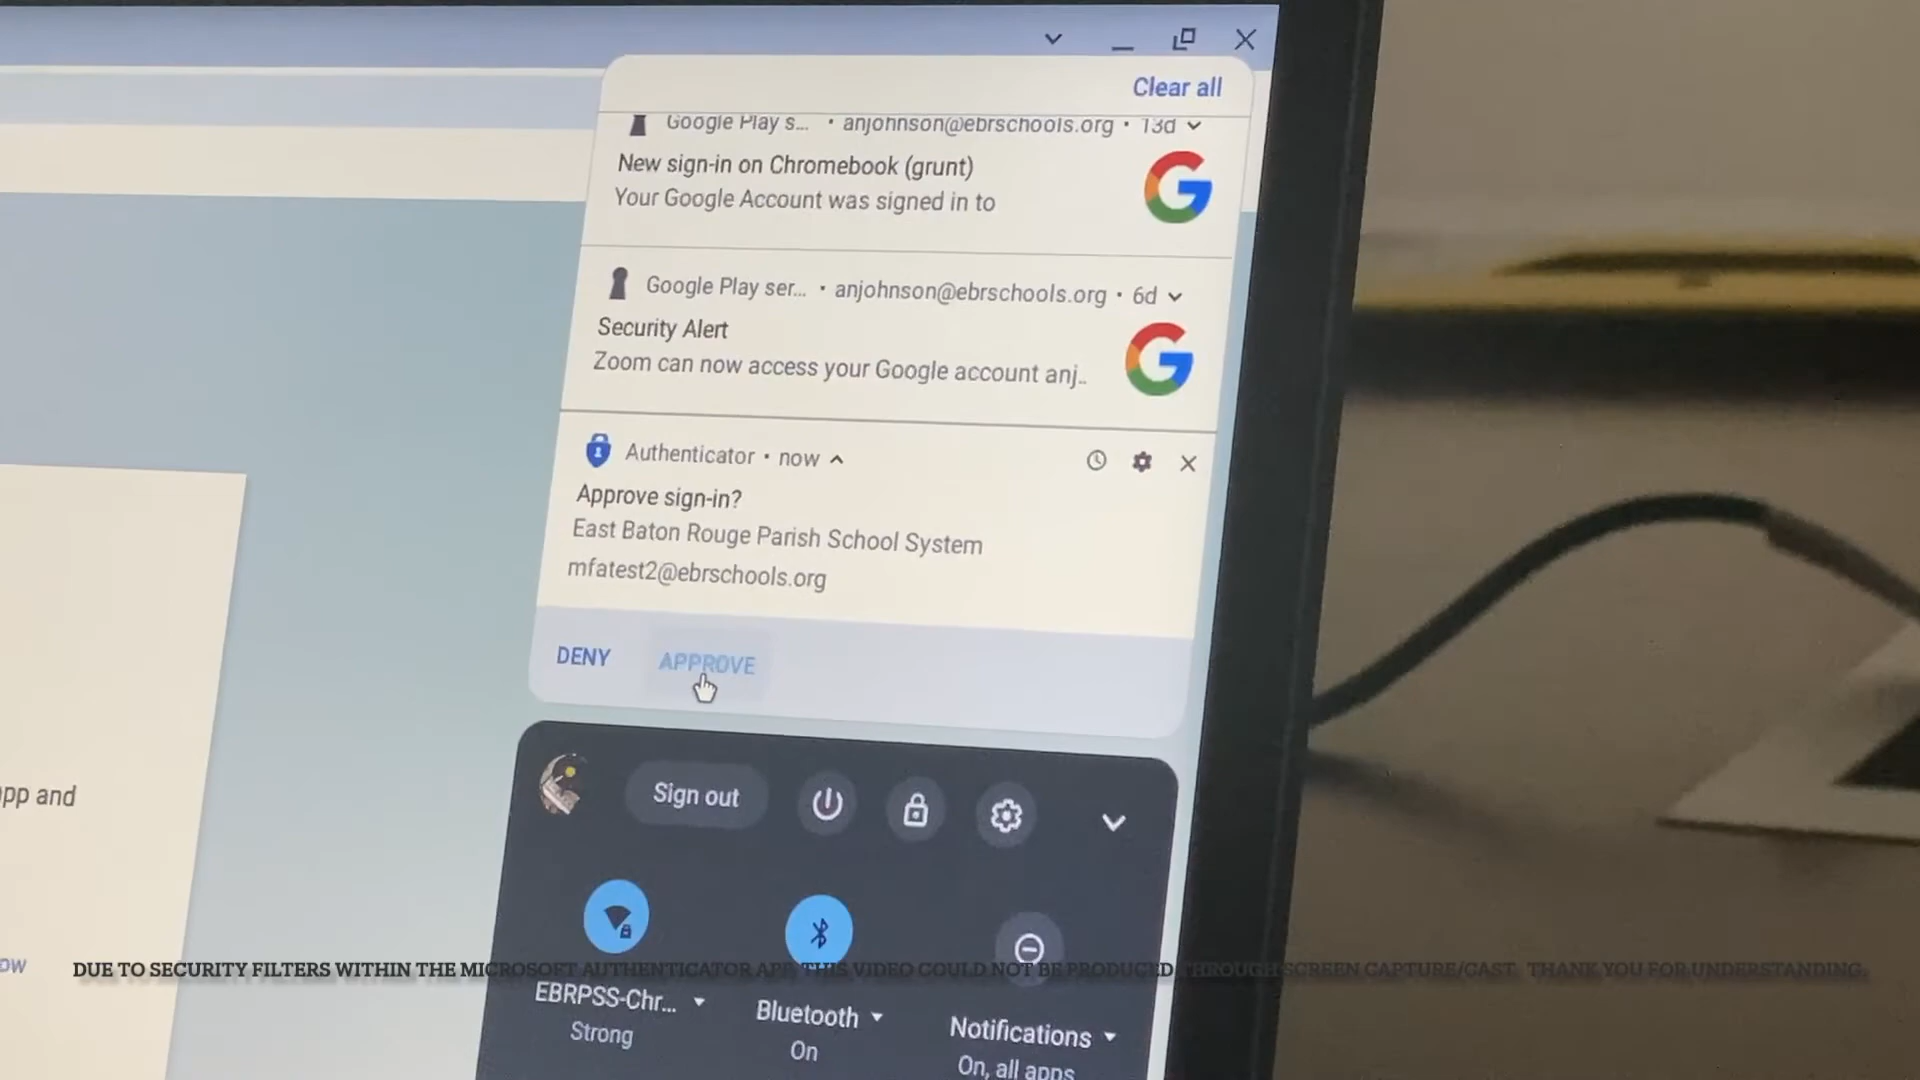 Clear all
Google Play s... • anjohnson@ebrschools.org • 13d
New sign-in on Chromebook (grunt)
Your Google Account was signed in to
Google Play ser... • anjohnson@ebrschools.org • 6d
Security Alert
Zoom can now access your Google account anj..
Authenticator • now
Approve sign-in?
East Baton Rouge Parish School System
mfatest2@ebrschools.org
DENY APPROVE
Sign out
pp and
ow
DUE TO SECURITY FILTERS WITHIN THE MICROSOFT AUTHENTICATOR APP, THIS VIDEO COULD NOT BE PRODUCED THROUGH SCREEN CAPTURE/CAST. THANK YOU FOR UNDERSTANDING.
EBRPSS-Chr... Bluetooth Notifications
Strong On On, all apps